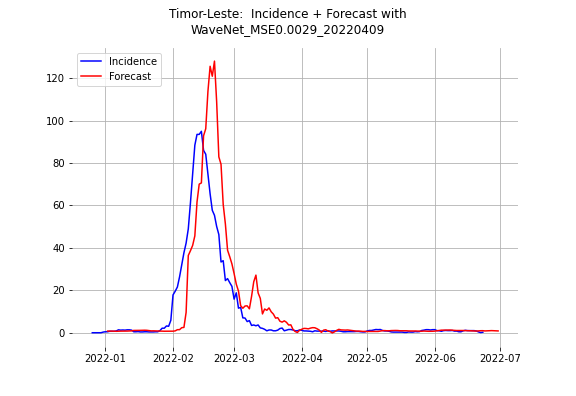 Timor-Leste:  Incidence + Forecast with
WaveNet_MSE0.0029_20220409
Incidence
Forecast
120
100
80
60
40
20
0
2022-01 2022-02 2022-03 2022-04 2022-05 2022-06 2022-07